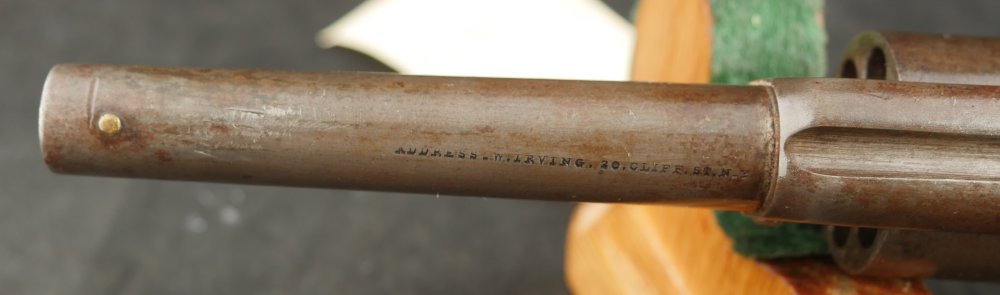 ADDRESS. W. IRVING. 20. CLIFF. ST. N. Y